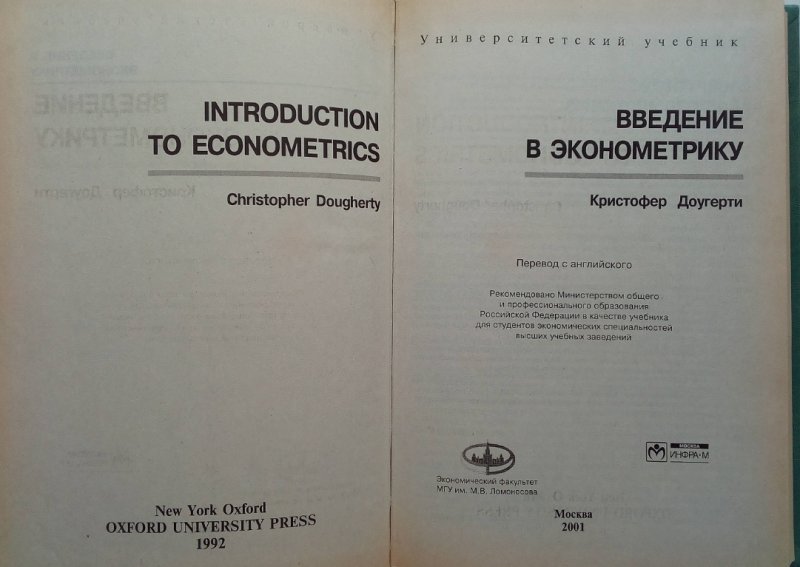 INTRODUCTION
TO ECONOMETRICS
Christopher Dougherty
New York Oxford
OXFORD UNIVERSITY PRESS
1992
Университетский учебник
ВВЕДЕНИЕ
В ЭКОНОМЕТРИКУ
Кристофер Доугерти
Перевод с английского
Рекомендовано Министерством общего
и профессионального образования
Российской Федерации в качестве учебника
для студентов экономических специальностей
высших учебных заведений
Экономический факультет
МГУ им. М.В. Ломоносова
МОСКВА
ИНФРА-М
Москва
2001